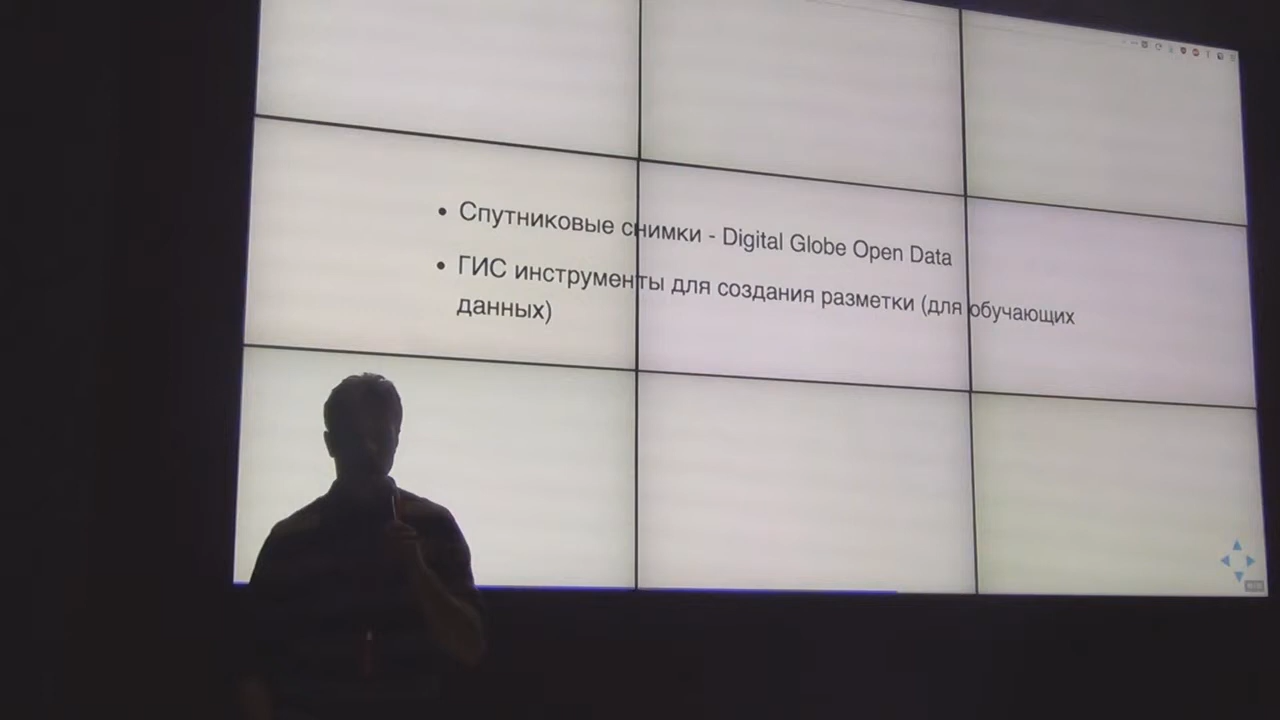 • Спутниковые снимки - Digital Globe Open Data
• ГИС инструменты для создания разметки (для обучающих
данных)